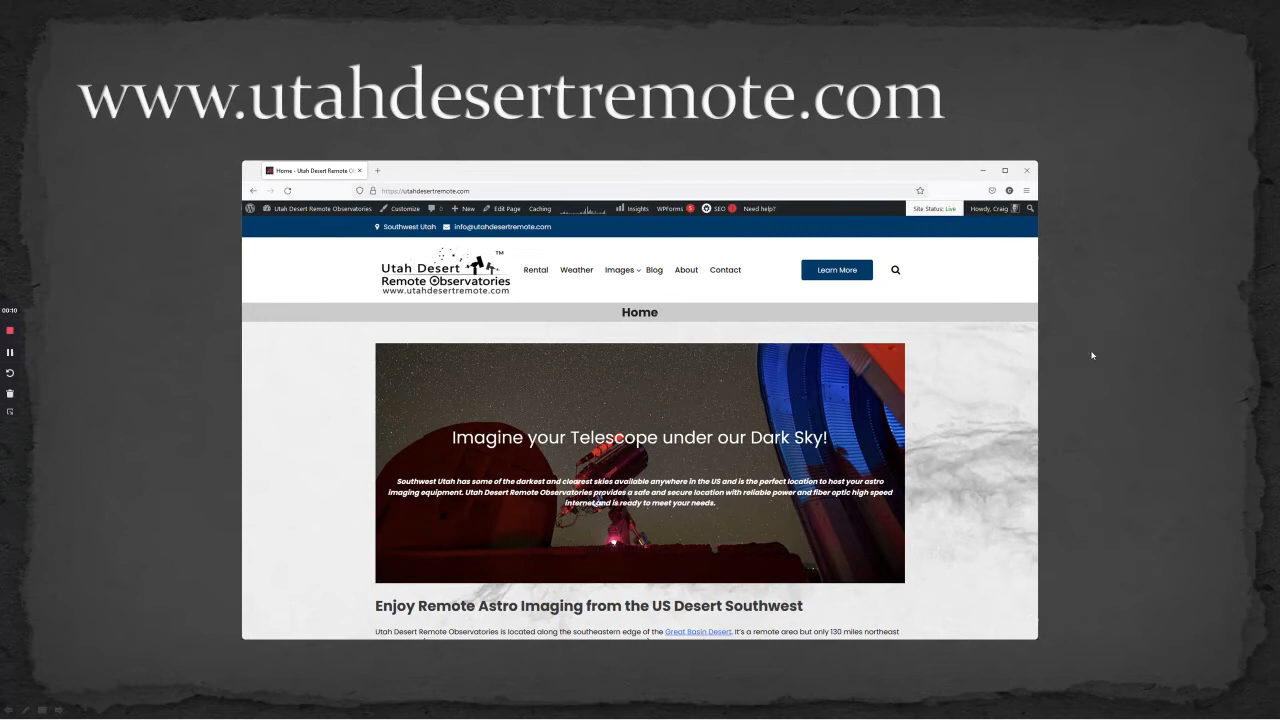 www.utahdesertremote.com
Home - Utah Desert Remote Ob
https://utahdesertremote.com
Utah Desert Remote Observatories Customize 0 New Edit Page Caching Insights WPForms 5 SEO Need help? Site Status: Live Howdy, Craig
Southwest Utah info@utahdesertremote.com
Utah Desert ™
Remote Observatories
www.utahdesertremote.com
Rental Weather Images Blog About Contact Learn More
Home
00:10
Imagine your Telescope under our Dark Sky!
Southwest Utah has some of the darkest and clearest skies available anywhere in the US and is the perfect location to host your astro
imaging equipment. Utah Desert Remote Observatories provides a safe and secure location with reliable power and fiber optic high speed
internet and is ready to meet your needs.
Enjoy Remote Astro Imaging from the US Desert Southwest
Utah Desert Remote Observatories is located along the southeastern edge of the Great Basin Desert. It's a remote area but only 130 miles northeast